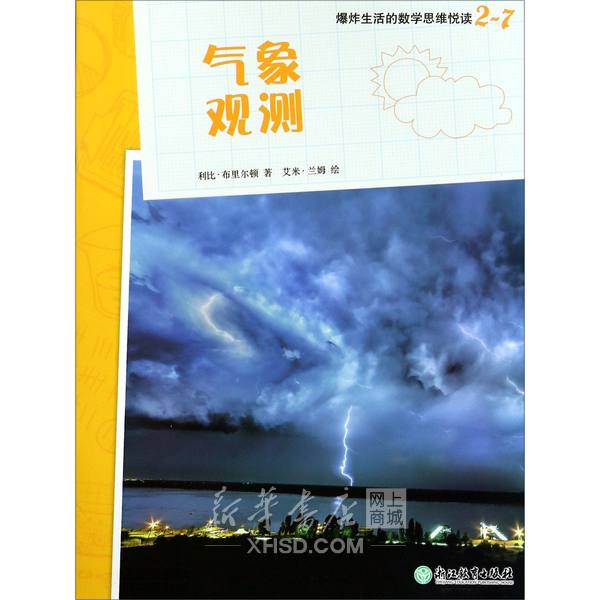 爆炸生活的数学思维悦读2-7
气象
观测
利比·布里尔顿 著 艾米·兰姆 绘
新华书店
网上
商城
XHSD.COM
浙江教育出版社